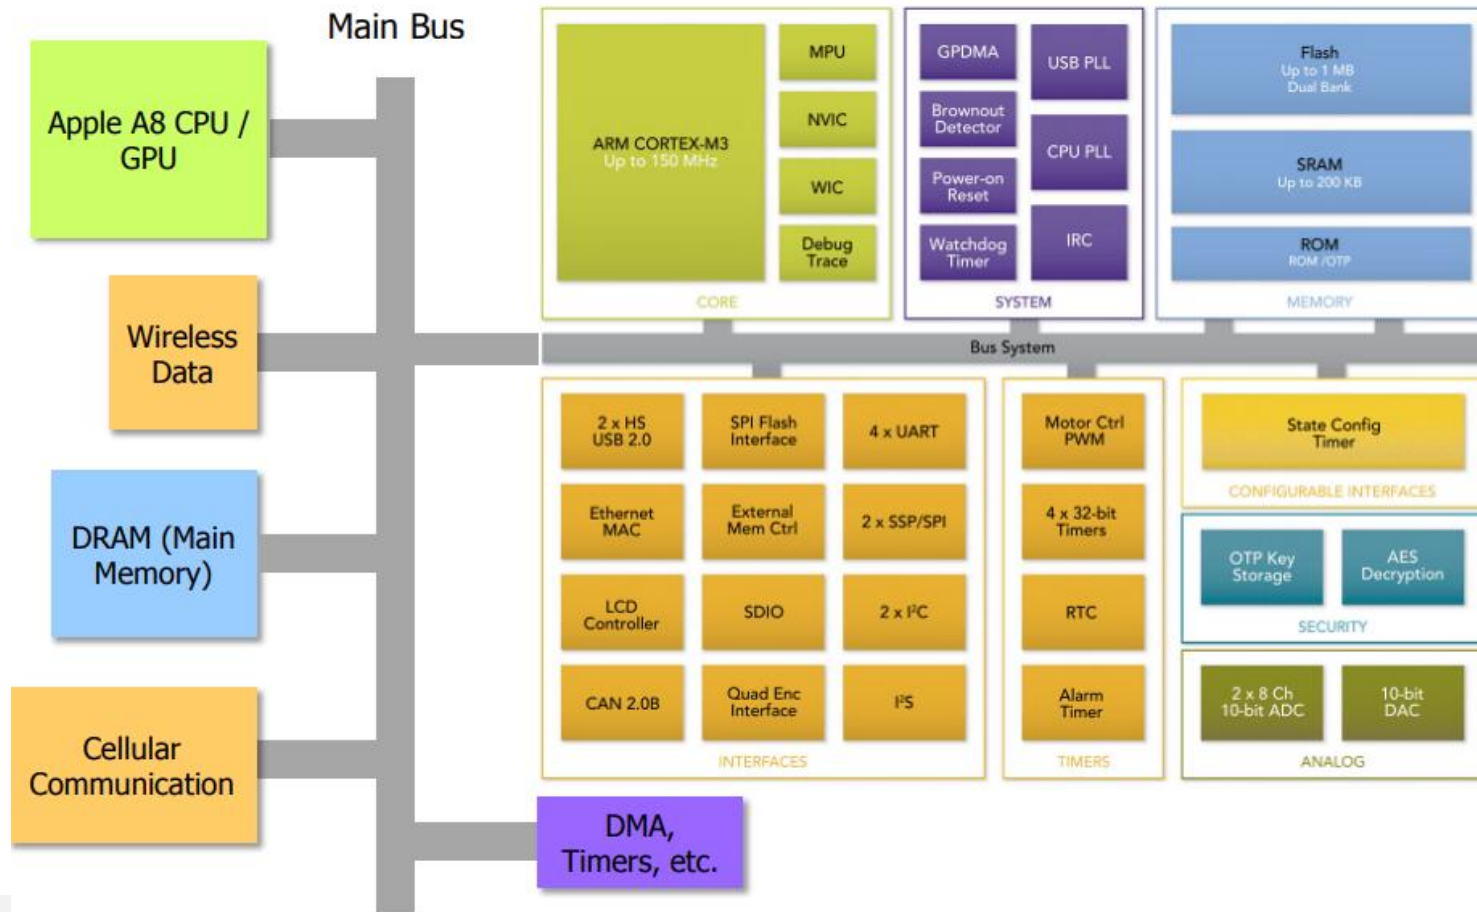 Main Bus
Apple A8 CPU /
GPU
Wireless
Data
DRAM (Main
Memory)
Cellular
Communication
DMA,
Timers, etc.
ARM CORTEX-M3
Up to 150 MHz
MPU
NVIC
WIC
Debug
Trace
CORE
GPDMA
Brownout
Detector
Power-on
Reset
Watchdog
Timer
USB PLL
CPU PLL
IRC
SYSTEM
Flash
Up to 1 MB
Dual Bank
SRAM
Up to 200 KB
ROM
ROM /OTP
MEMORY
Bus System
2 x HS
USB 2.0
SPI Flash
Interface
4 x UART
Ethernet
MAC
External
Mem Ctrl
2 x SSP/SPI
LCD
Controller
SDIO
2 x I²C
CAN 2.0B
Quad Enc
Interface
I²S
INTERFACES
Motor Ctrl
PWM
4 x 32-bit
Timers
RTC
Alarm
Timer
TIMERS
State Config
Timer
CONFIGURABLE INTERFACES
OTP Key
Storage
AES
Decryption
SECURITY
2 x 8 Ch
10-bit ADC
10-bit
DAC
ANALOG